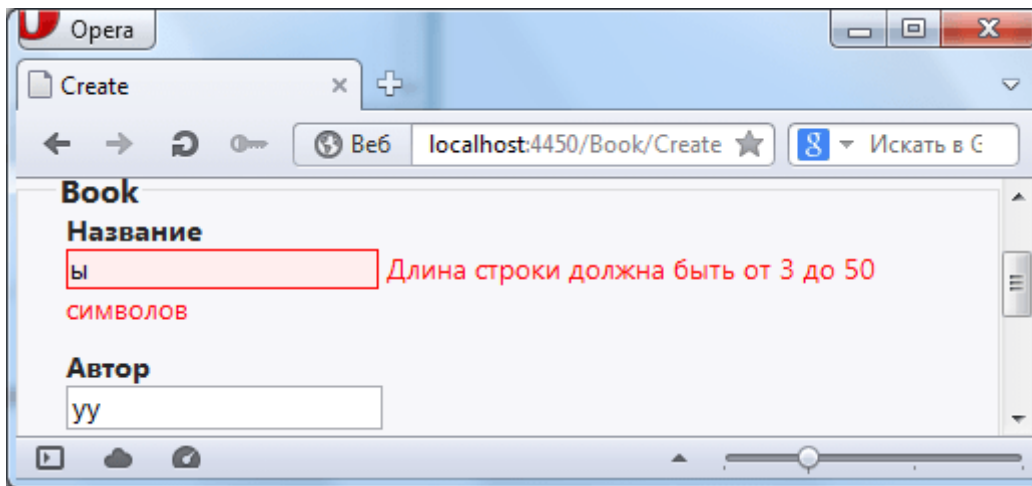 Opera
Create
Веб localhost:4450/Book/Create 8 Искать в G
Book
Название
ы Длина строки должна быть от 3 до 50
символов
Автор
уу